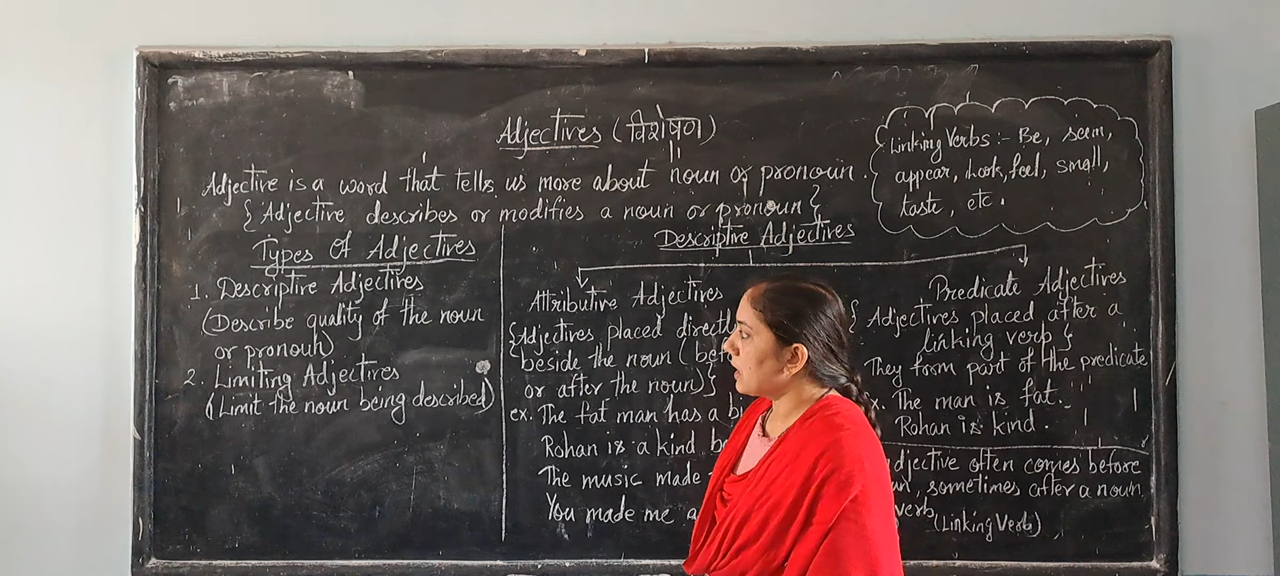 Adjectives (विशेषण)
Adjective is a word that tells us more about noun or pronoun.
{Adjective describes or modifies a noun or pronoun}
Linking Verbs :- Be, seem,
appear, Look, feel, small,
taste, etc.
Types Of Adjectives
1. Descriptive Adjectives
(Describe quality of the noun
or pronoun)
2. Limiting Adjectives
(Limit the noun being described)
Descriptive Adjectives
Attributive Adjectives
{Adjectives placed
beside the noun
or after the noun)}
ex. The fat man has a
Rohan is a kind
The music made
You made me
Predicate Adjectives
{Adjectives placed after a
linking verb}
They form part of the predicate
The man is fat.
Rohan is kind.
often comes before
sometimes after a noun
verb
(Linking Verb)